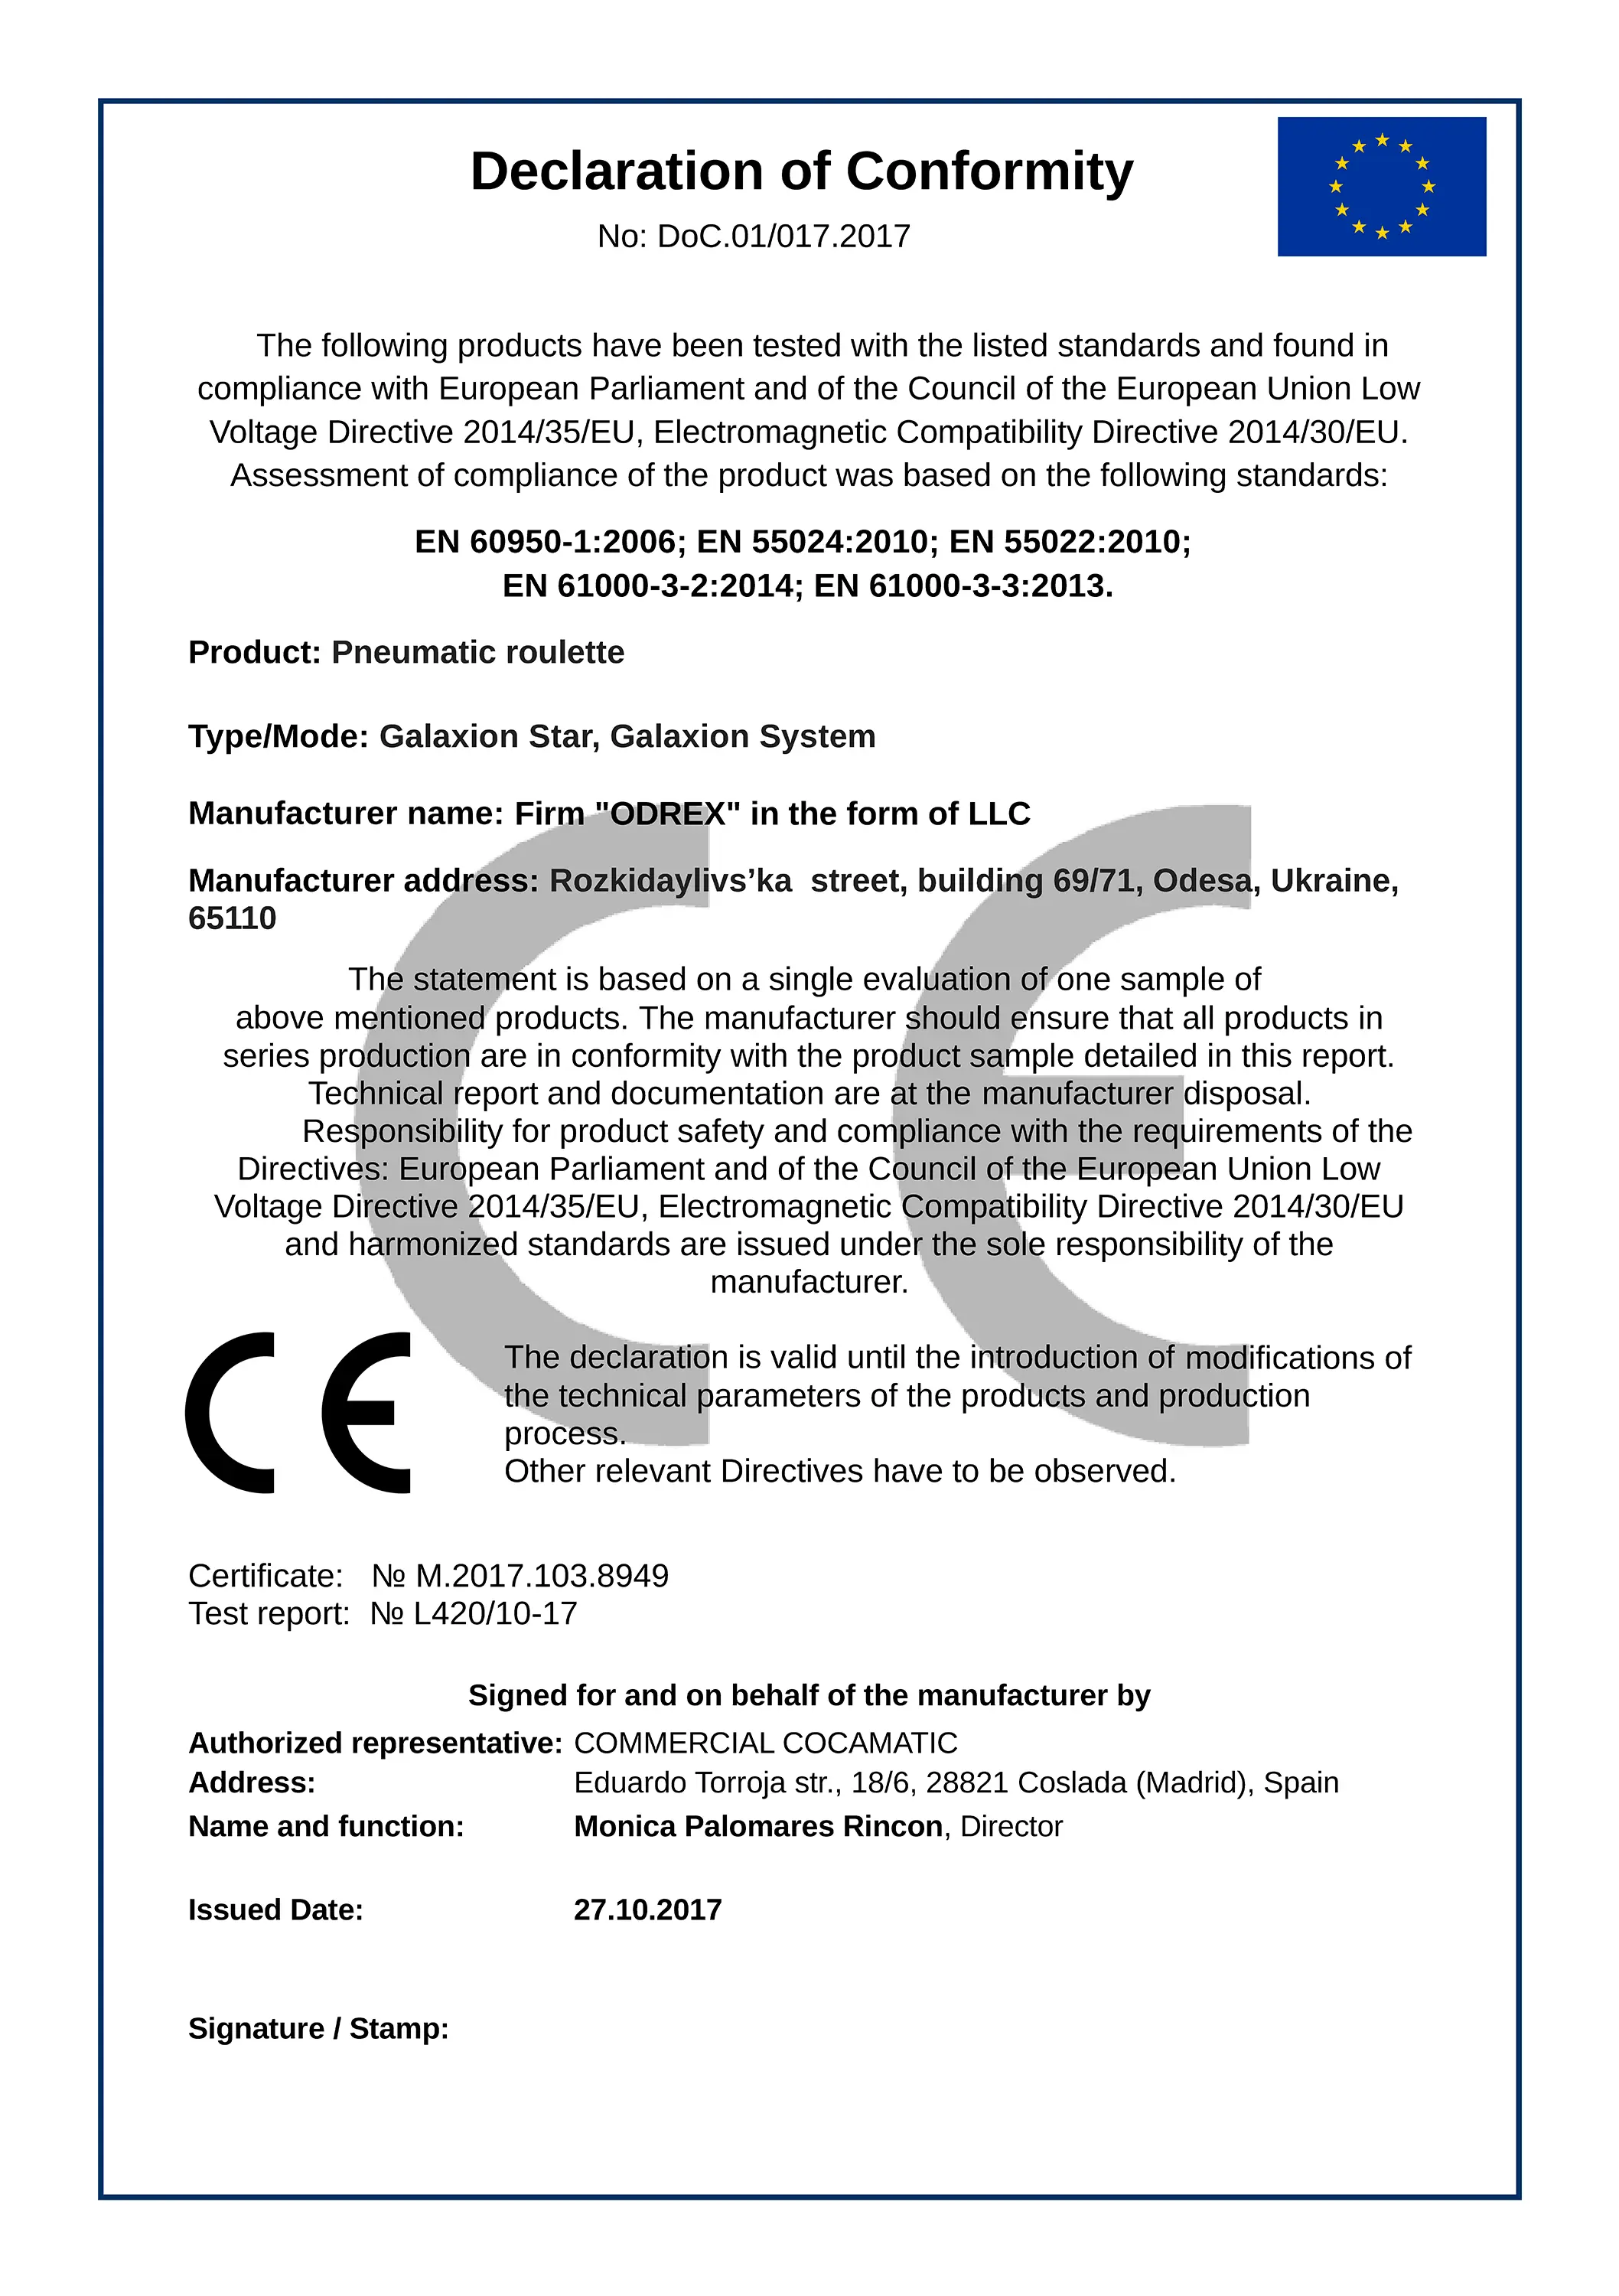 Declaration of Conformity
No: DoC.01/017.2017
The following products have been tested with the listed standards and found in
compliance with European Parliament and of the Council of the European Union Low
Voltage Directive 2014/35/EU, Electromagnetic Compatibility Directive 2014/30/EU.
Assessment of compliance of the product was based on the following standards:
EN 60950-1:2006; EN 55024:2010; EN 55022:2010;
EN 61000-3-2:2014; EN 61000-3-3:2013.
Product: Pneumatic roulette
Type/Mode: Galaxion Star, Galaxion System
Manufacturer name: Firm "ODREX" in the form of LLC
Manufacturer address: Rozkidaylivs’ka street, building 69/71, Odesa, Ukraine,
65110
The statement is based on a single evaluation of one sample of
above mentioned products. The manufacturer should ensure that all products in
series production are in conformity with the product sample detailed in this report.
Technical report and documentation are at the manufacturer disposal.
Responsibility for product safety and compliance with the requirements of the
Directives: European Parliament and of the Council of the European Union Low
Voltage Directive 2014/35/EU, Electromagnetic Compatibility Directive 2014/30/EU
and harmonized standards are issued under the sole responsibility of the
manufacturer.
CE
The declaration is valid until the introduction of modifications of
the technical parameters of the products and production
process.
Other relevant Directives have to be observed.
Certificate: № M.2017.103.8949
Test report: № L420/10-17
Signed for and on behalf of the manufacturer by
Authorized representative: COMMERCIAL COCAMATIC
Address: Eduardo Torroja str., 18/6, 28821 Coslada (Madrid), Spain
Name and function: Monica Palomares Rincon, Director
Issued Date: 27.10.2017
Signature / Stamp: